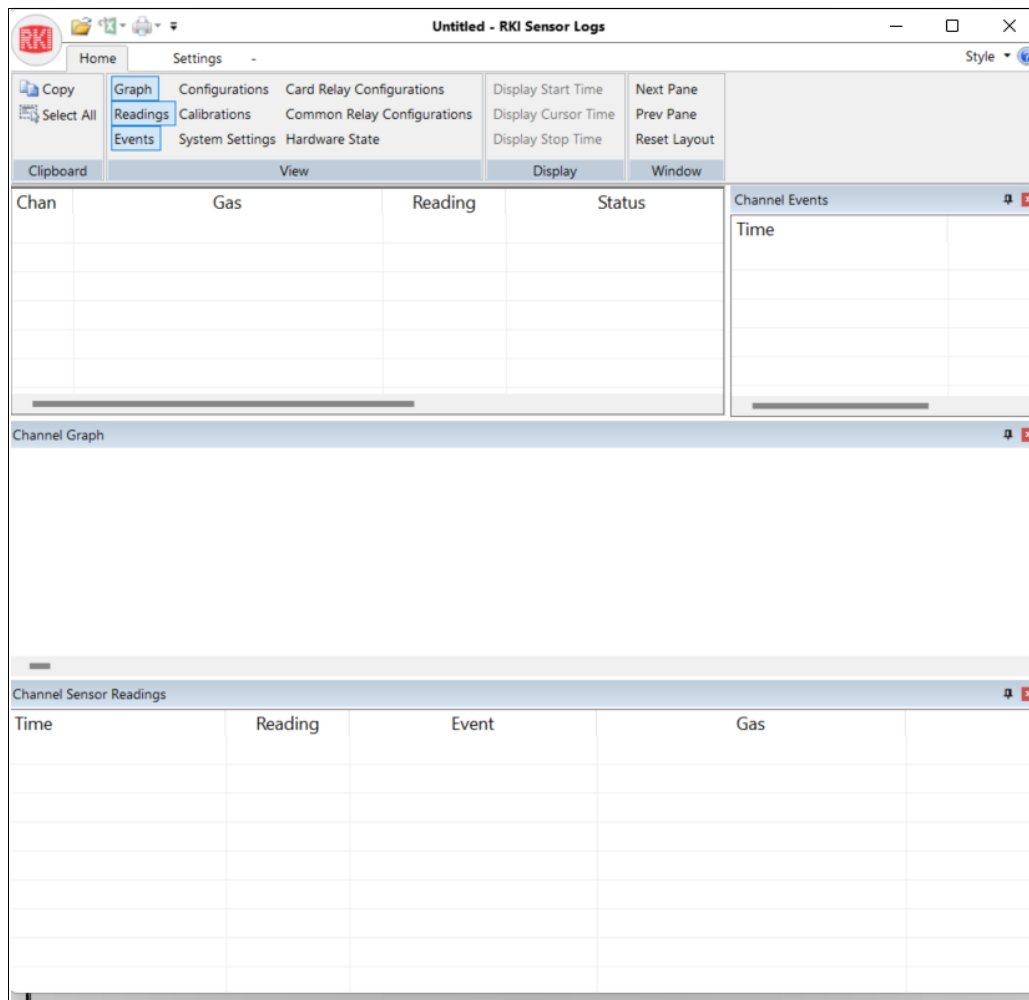 RKI
Untitled - RKI Sensor Logs
Home Settings - Style
Copy Graph Configurations Card Relay Configurations Display Start Time Next Pane
Select All Readings Calibrations Common Relay Configurations Display Cursor Time Prev Pane
Events System Settings Hardware State Display Stop Time Reset Layout
Clipboard View Display Window
Chan Gas Reading Status
Channel Events
Time
Channel Graph
Channel Sensor Readings
Time Reading Event Gas